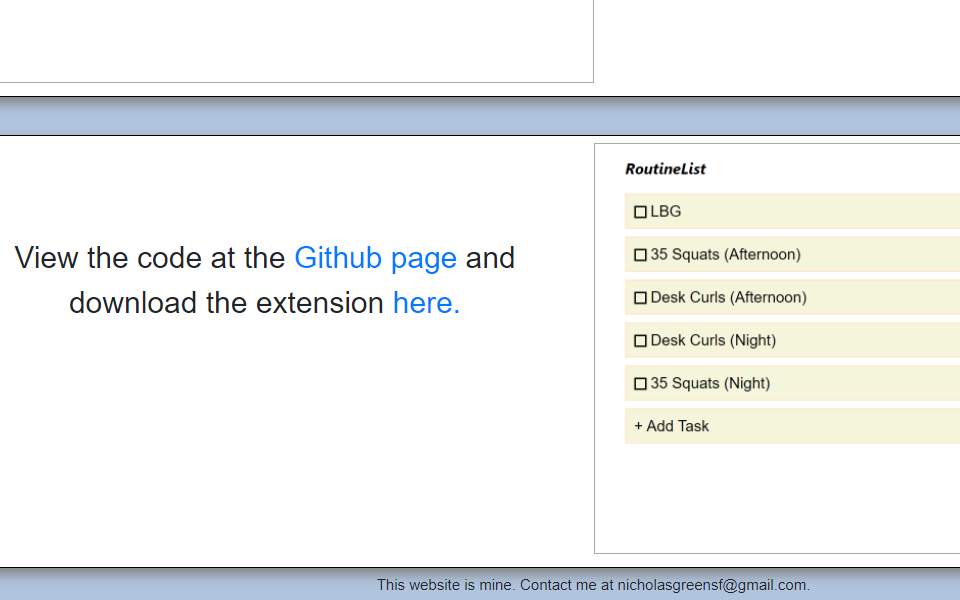 View the code at the Github page and
download the extension here.
RoutineList
LBG
35 Squats (Afternoon)
Desk Curls (Afternoon)
Desk Curls (Night)
35 Squats (Night)
+ Add Task
This website is mine. Contact me at nicholasgreensf@gmail.com.